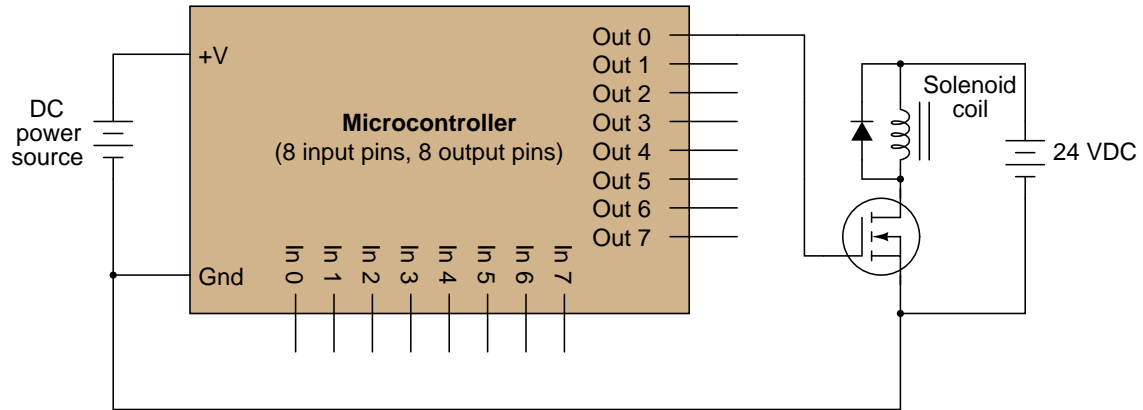 +V
Gnd
Microcontroller
(8 input pins, 8 output pins)
Out 0
Out 1
Out 2
Out 3
Out 4
Out 5
Out 6
Out 7
In 0
In 1
In 2
In 3
In 4
In 5
In 6
In 7
DC
power
source
Solenoid
coil
24 VDC